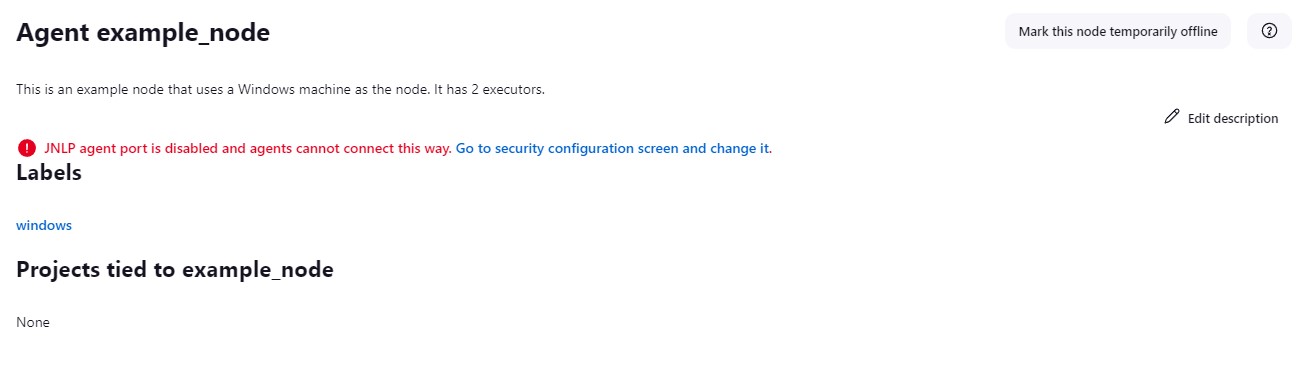 Agent example_node
Mark this node temporarily offline
?
This is an example node that uses a Windows machine as the node. It has 2 executors.
Edit description
! JNLP agent port is disabled and agents cannot connect this way. Go to security configuration screen and change it.
Labels
windows
Projects tied to example_node
None